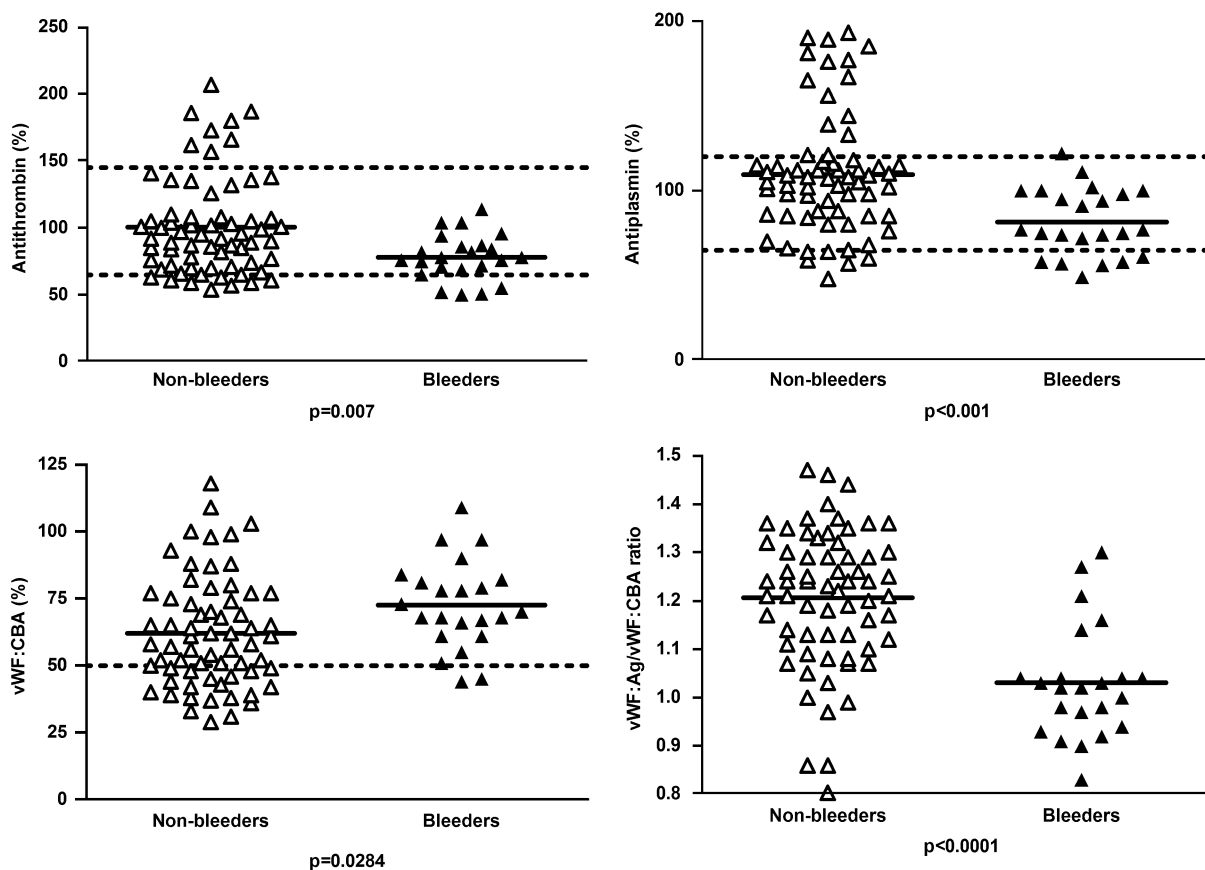 250
200
150
100
50
0
Antithrombin (%)
Non-bleeders
Bleeders
p=0.007
200
100
0
Antiplasmin (%)
Non-bleeders
Bleeders
p<0.001
125
100
75
50
25
0
vWF:CBA (%)
Non-bleeders
Bleeders
p=0.0284
1.5
1.4
1.3
1.2
1.1
1.0
0.9
0.8
vWF:Ag/vWF:CBA ratio
Non-bleeders
Bleeders
p<0.0001